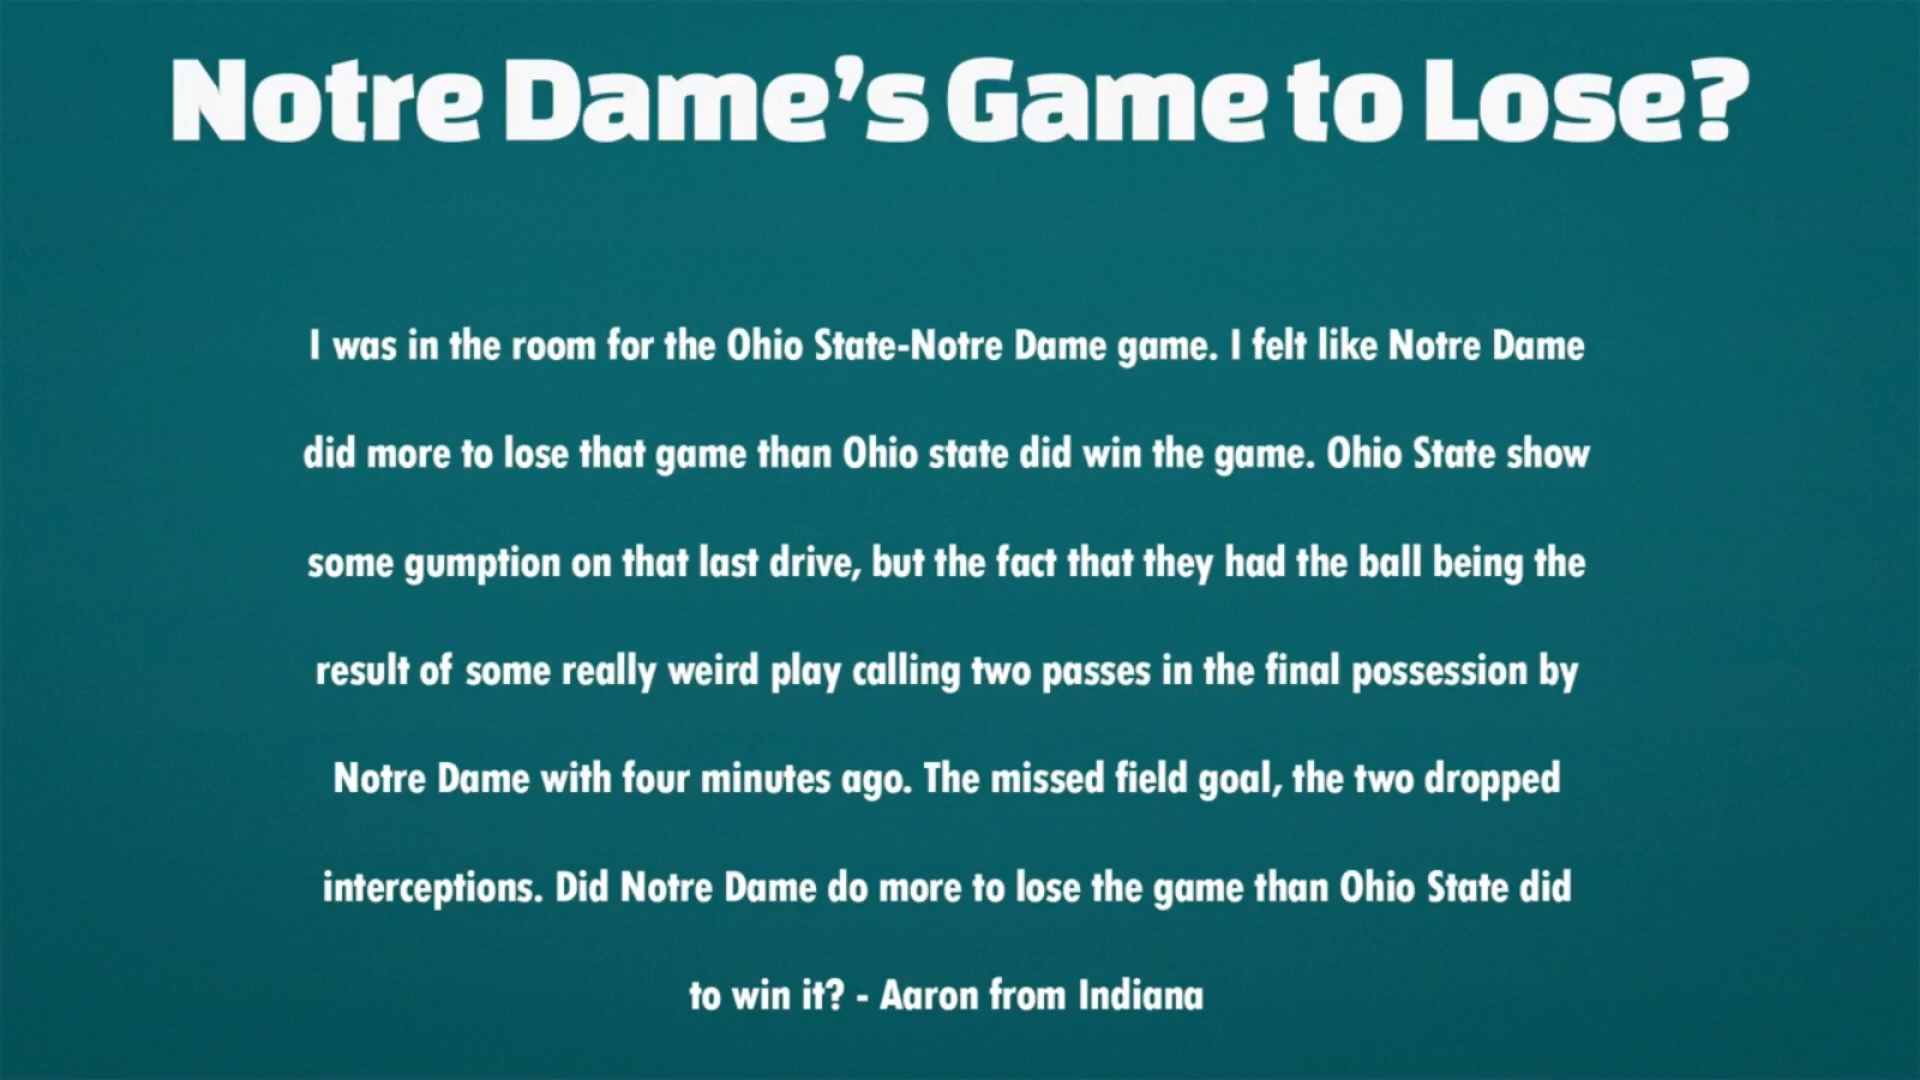 Notre Dame’s Game to Lose?
I was in the room for the Ohio State-Notre Dame game. I felt like Notre Dame
did more to lose that game than Ohio state did win the game. Ohio State show
some gumption on that last drive, but the fact that they had the ball being the
result of some really weird play calling two passes in the final possession by
Notre Dame with four minutes ago. The missed field goal, the two dropped
interceptions. Did Notre Dame do more to lose the game than Ohio State did
to win it? - Aaron from Indiana